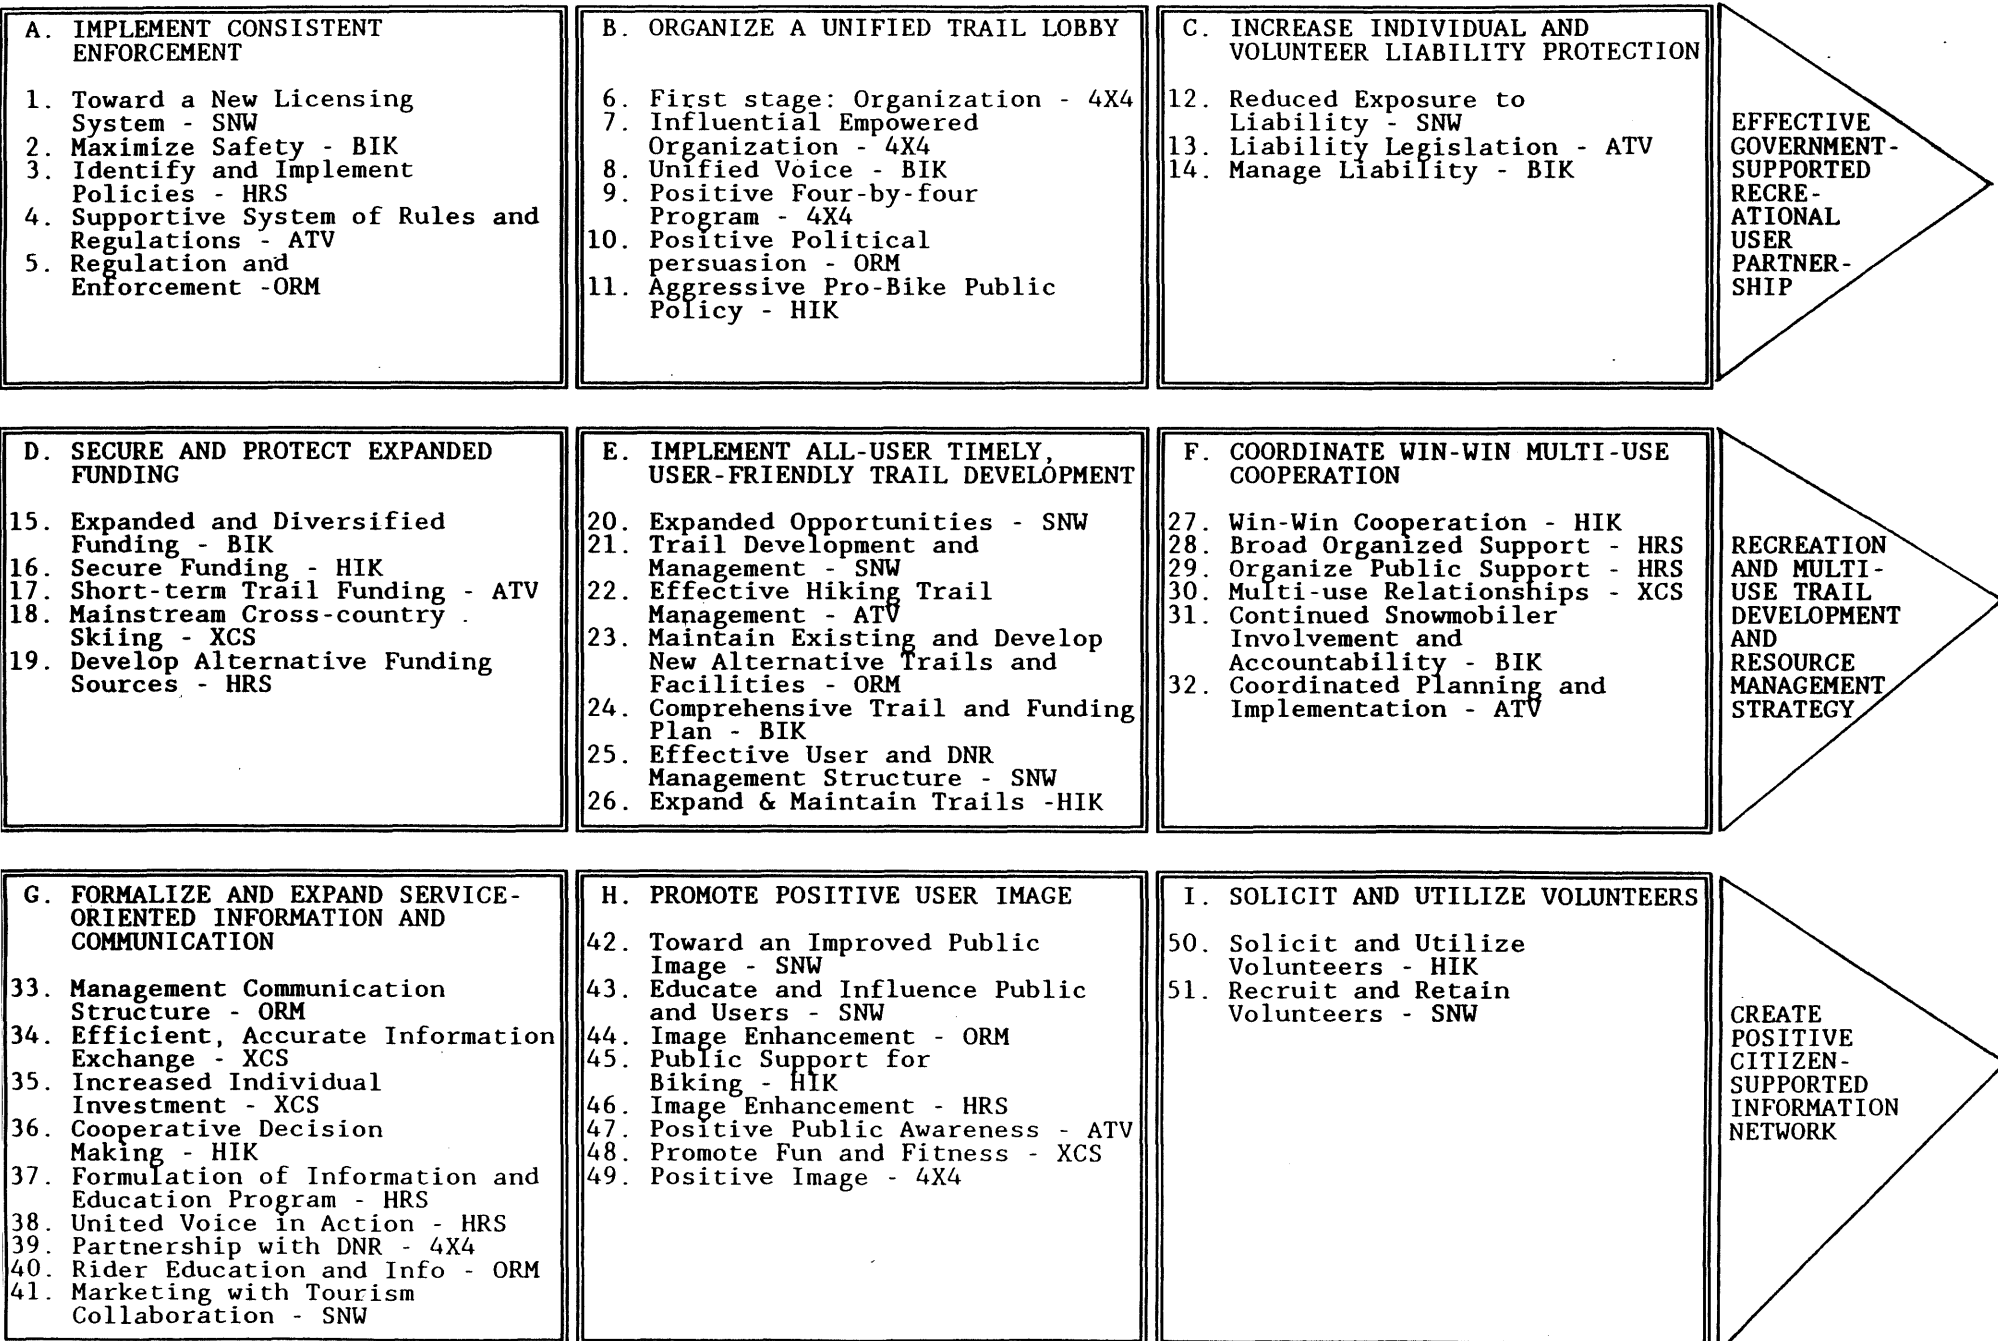 A. IMPLEMENT CONSISTENT
ENFORCEMENT
1. Toward a New Licensing
System - SNW
2. Maximize Safety - BIK
3. Identify and Implement
Policies - HRS
4. Supportive System of Rules and
Regulations - ATV
5. Regulation and
Enforcement -ORM
B. ORGANIZE A UNIFIED TRAIL LOBBY
6. First stage: Organization - 4X4
7. Influential Empowered
Organization - 4X4
8. Unified Voice - BIK
9. Positive Four-by-four
Program - 4X4
10. Positive Political
persuasion - ORM
11. Aggressive Pro-Bike Public
Policy - HIK
C. INCREASE INDIVIDUAL AND
VOLUNTEER LIABILITY PROTECTION
12. Reduced Exposure to
Liability - SNW
13. Liability Legislation - ATV
14. Manage Liability - BIK
EFFECTIVE
GOVERNMENT-
SUPPORTED
RECRE-
ATIONAL
USER
PARTNER-
SHIP
D. SECURE AND PROTECT EXPANDED
FUNDING
15. Expanded and Diversified
Funding - BIK
16. Secure Funding - HIK
17. Short-term Trail Funding - ATV
18. Mainstream Cross-country
Skiing - XCS
19. Develop Alternative Funding
Sources - HRS
E. IMPLEMENT ALL-USER TIMELY,
USER-FRIENDLY TRAIL DEVELOPMENT
20. Expanded Opportunities - SNW
21. Trail Development and
Management - SNW
22. Effective Hiking Trail
Management - ATV
23. Maintain Existing and Develop
New Alternative Trails and
Facilities - ORM
24. Comprehensive Trail and Funding
Plan - BIK
25. Effective User and DNR
Management Structure - SNW
26. Expand & Maintain Trails -HIK
F. COORDINATE WIN-WIN MULTI-USE
COOPERATION
27. Win-Win Cooperation - HIK
28. Broad Organized Support - HRS
29. Organize Public Support - HRS
30. Multi-use Relationships - XCS
31. Continued Snowmobiler
Involvement and
Accountability - BIK
32. Coordinated Planning and
Implementation - ATV
RECREATION
AND MULTI-
USE TRAIL
DEVELOPMENT
AND
RESOURCE
MANAGEMENT
STRATEGY
G. FORMALIZE AND EXPAND SERVICE-
ORIENTED INFORMATION AND
COMMUNICATION
33. Management Communication
Structure - ORM
34. Efficient, Accurate Information
Exchange - XCS
35. Increased Individual
Investment - XCS
36. Cooperative Decision
Making - HIK
37. Formulation of Information and
Education Program - HRS
38. United Voice in Action - HRS
39. Partnership with DNR - 4X4
40. Rider Education and Info - ORM
41. Marketing with Tourism
Collaboration - SNW
H. PROMOTE POSITIVE USER IMAGE
42. Toward an Improved Public
Image - SNW
43. Educate and Influence Public
and Users - SNW
44. Image Enhancement - ORM
45. Public Support for
Biking - HIK
46. Image Enhancement - HRS
47. Positive Public Awareness - ATV
48. Promote Fun and Fitness - XCS
49. Positive Image - 4X4
I. SOLICIT AND UTILIZE VOLUNTEERS
50. Solicit and Utilize
Volunteers - HIK
51. Recruit and Retain
Volunteers - SNW
CREATE
POSITIVE
CITIZEN-
SUPPORTED
INFORMATION
NETWORK